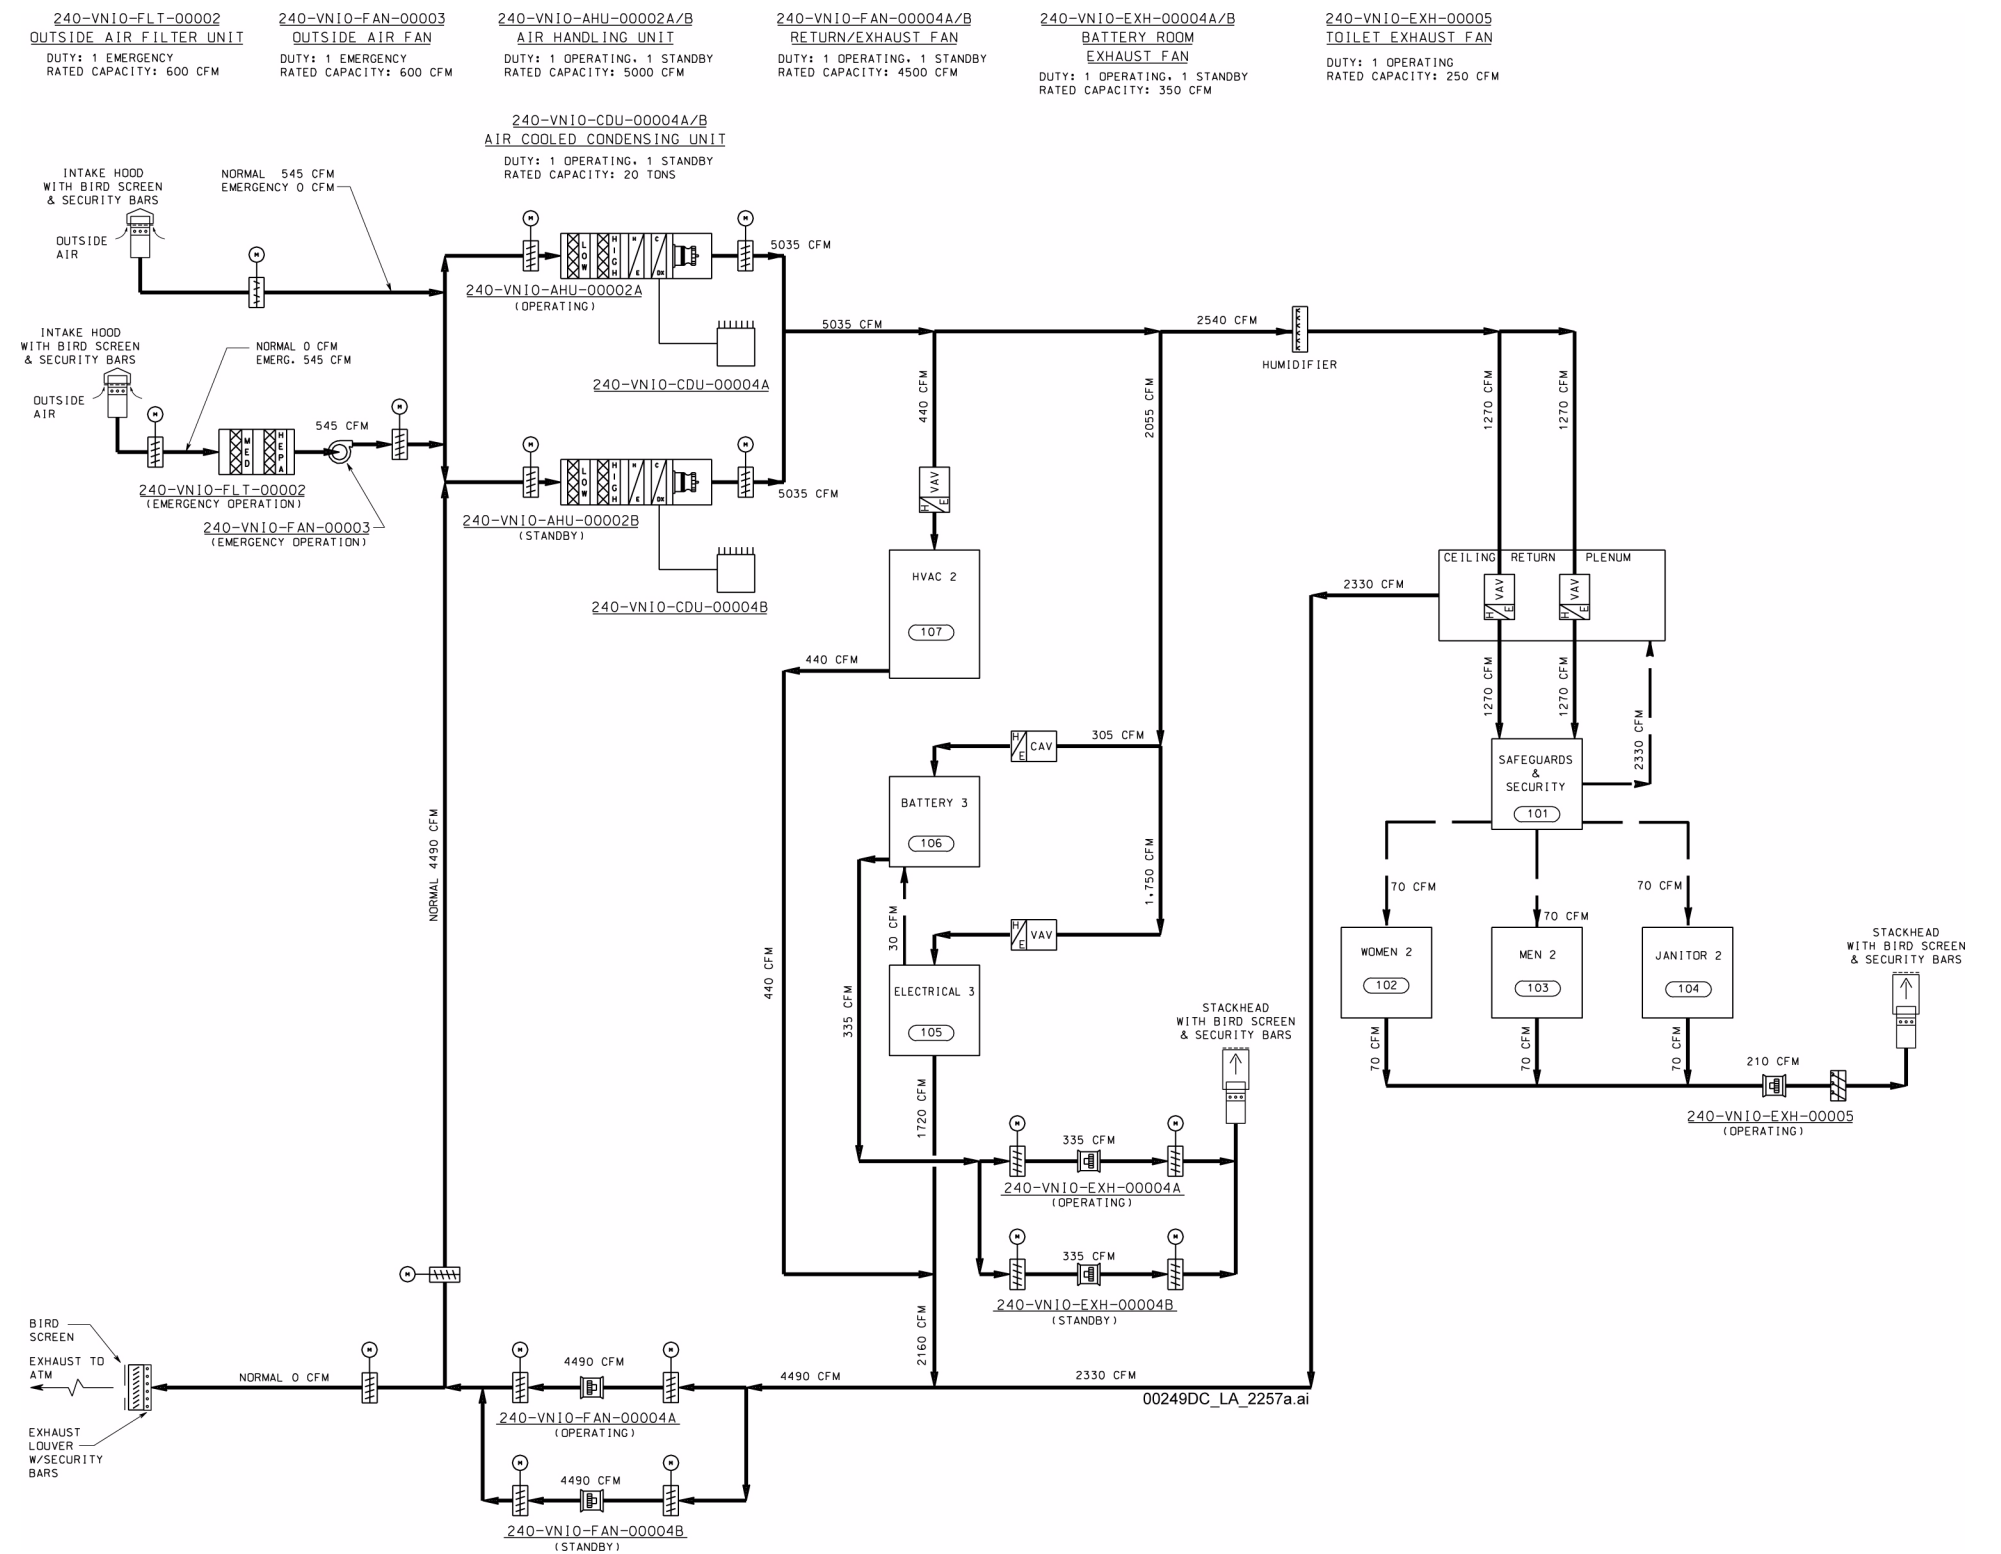 240-VNIO-FLT-00002
OUTSIDE AIR FILTER UNIT
DUTY: 1 EMERGENCY
RATED CAPACITY: 600 CFM
240-VNIO-FAN-00003
OUTSIDE AIR FAN
DUTY: 1 EMERGENCY
RATED CAPACITY: 600 CFM
240-VNIO-AHU-00002A/B
AIR HANDLING UNIT
DUTY: 1 OPERATING, 1 STANDBY
RATED CAPACITY: 5000 CFM
240-VNIO-FAN-00004A/B
RETURN/EXHAUST FAN
DUTY: 1 OPERATING, 1 STANDBY
RATED CAPACITY: 4500 CFM
240-VNIO-EXH-00004A/B
BATTERY ROOM
EXHAUST FAN
DUTY: 1 OPERATING, 1 STANDBY
RATED CAPACITY: 350 CFM
240-VNIO-EXH-00005
TOILET EXHAUST FAN
DUTY: 1 OPERATING
RATED CAPACITY: 250 CFM
240-VNIO-CDU-00004A/B
AIR COOLED CONDENSING UNIT
DUTY: 1 OPERATING, 1 STANDBY
RATED CAPACITY: 20 TONS
INTAKE HOOD
WITH BIRD SCREEN
& SECURITY BARS
OUTSIDE
AIR
NORMAL 545 CFM
EMERGENCY 0 CFM
M
M
M
LOW
HIGH
H
E
C
DX
5035 CFM
240-VNIO-AHU-00002A
(OPERATING)
240-VNIO-CDU-00004A
INTAKE HOOD
WITH BIRD SCREEN
& SECURITY BARS
OUTSIDE
AIR
NORMAL 0 CFM
EMERG. 545 CFM
M
MED
HEPA
545 CFM
M
240-VNIO-FLT-00002
(EMERGENCY OPERATION)
240-VNIO-FAN-00003
(EMERGENCY OPERATION)
M
M
LOW
HIGH
H
E
C
DX
5035 CFM
240-VNIO-AHU-00002B
(STANDBY)
240-VNIO-CDU-00004B
5035 CFM
2540 CFM
HUMIDIFIER
440 CFM
2055 CFM
1270 CFM
1270 CFM
VAV
H
E
HVAC 2
107
440 CFM
CEILING RETURN PLENUM
VAV
H
E
VAV
H
E
2330 CFM
1270 CFM
1270 CFM
2330 CFM
305 CFM
H
E
CAV
BATTERY 3
106
SAFEGUARDS
&
SECURITY
101
NORMAL 4490 CFM
1,750 CFM
30 CFM
H
E
VAV
ELECTRICAL 3
105
70 CFM
70 CFM
70 CFM
WOMEN 2
102
MEN 2
103
JANITOR 2
104
STACKHEAD
WITH BIRD SCREEN
& SECURITY BARS
440 CFM
335 CFM
STACKHEAD
WITH BIRD SCREEN
& SECURITY BARS
70 CFM
70 CFM
70 CFM
210 CFM
240-VNIO-EXH-00005
(OPERATING)
1720 CFM
M
335 CFM
M
240-VNIO-EXH-00004A
(OPERATING)
M
335 CFM
M
240-VNIO-EXH-00004B
(STANDBY)
M
2160 CFM
BIRD
SCREEN
EXHAUST TO
ATM
NORMAL 0 CFM
M
M
4490 CFM
M
4490 CFM
2330 CFM
00249DC_LA_2257a.ai
240-VNIO-FAN-00004A
(OPERATING)
EXHAUST
LOUVER
W/SECURITY
BARS
M
4490 CFM
M
240-VNIO-FAN-00004B
(STANDBY)